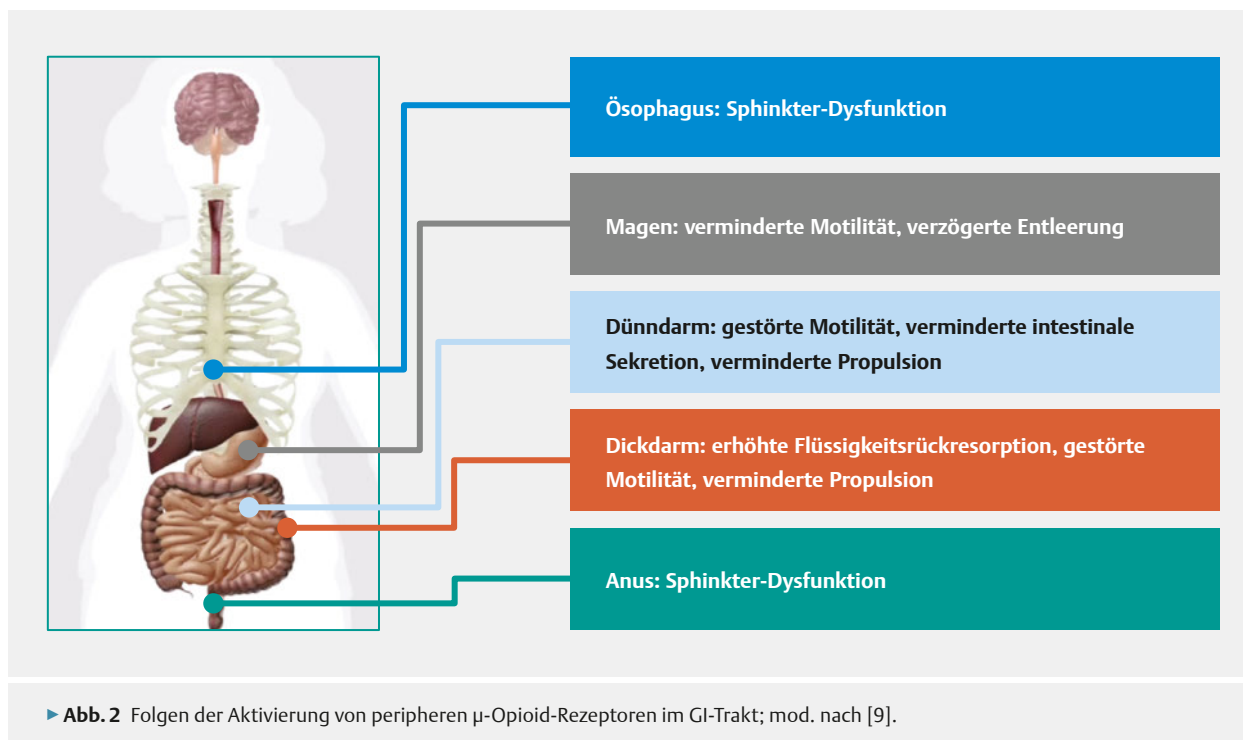 Ösophagus: Sphinkter-Dysfunktion
Magen: verminderte Motilität, verzögerte Entleerung
Dünndarm: gestörte Motilität, verminderte intestinale
Sekretion, verminderte Propulsion
Dickdarm: erhöhte Flüssigkeitsrückresorption, gestörte
Motilität, verminderte Propulsion
Anus: Sphinkter-Dysfunktion
▶ Abb. 2 Folgen der Aktivierung von peripheren μ-Opioid-Rezeptoren im GI-Trakt; mod. nach [9].